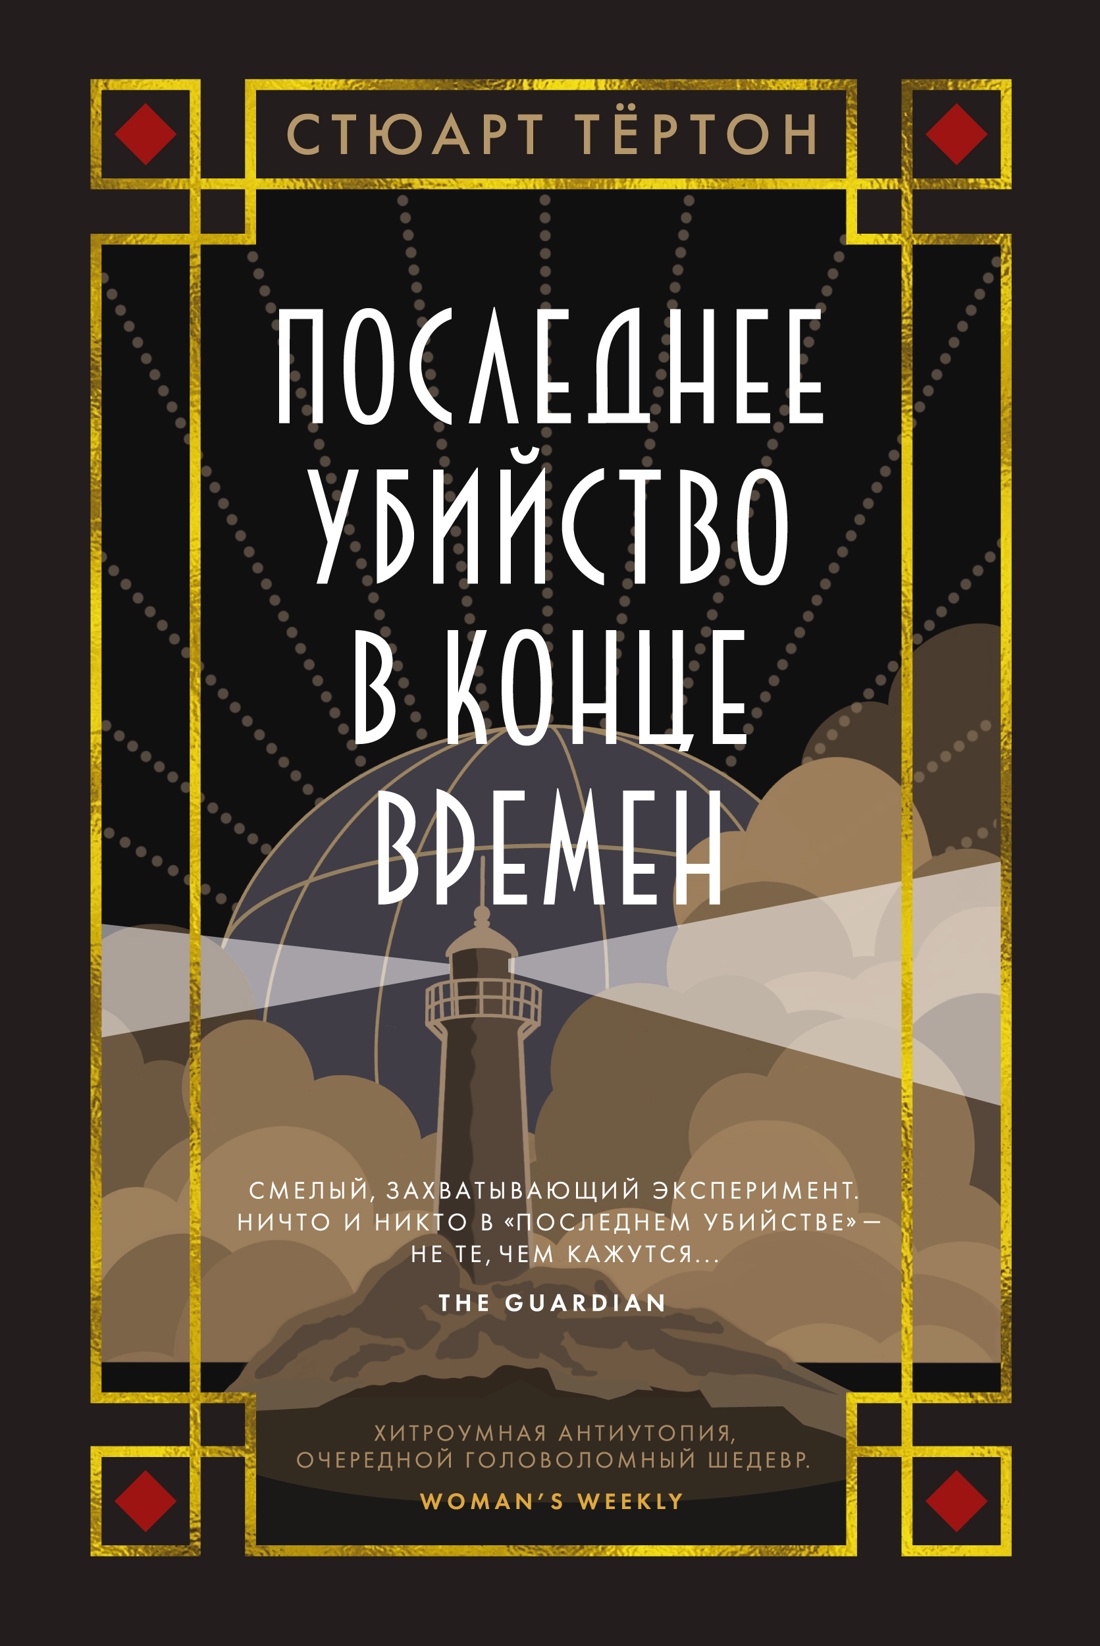 СТЮАРТ ТЁРТОН
ПОСЛЕДНЕЕ
УБИЙСТВО
В КОНЦЕ
ВРЕМЕН
СМЕЛЫЙ, ЗАХВАТЫВАЮЩИЙ ЭКСПЕРИМЕНТ.
НИЧТО И НИКТО В «ПОСЛЕДНЕМ УБИЙСТВЕ» —
НЕ ТЕ, ЧЕМ КАЖУТСЯ...
THE GUARDIAN
ХИТРОУМНАЯ АНТИУТОПИЯ,
ОЧЕРЕДНОЙ ГОЛОВОЛОМНЫЙ ШЕДЕВР.
WOMAN’S WEEKLY